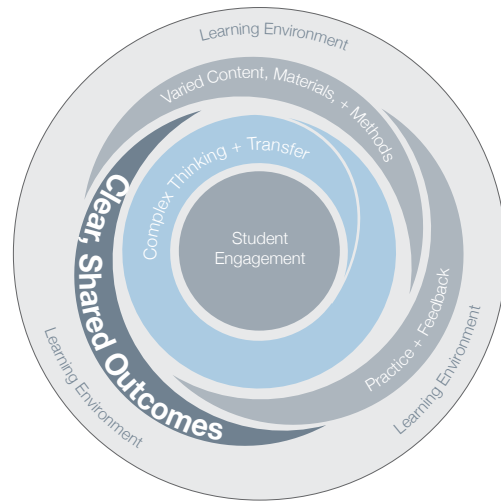 Learning Environment
Varied Content, Materials, + Methods
Complex Thinking + Transfer
Student
Engagement
Clear, Shared Outcomes
Practice + Feedback
Learning Environment
Learning Environment